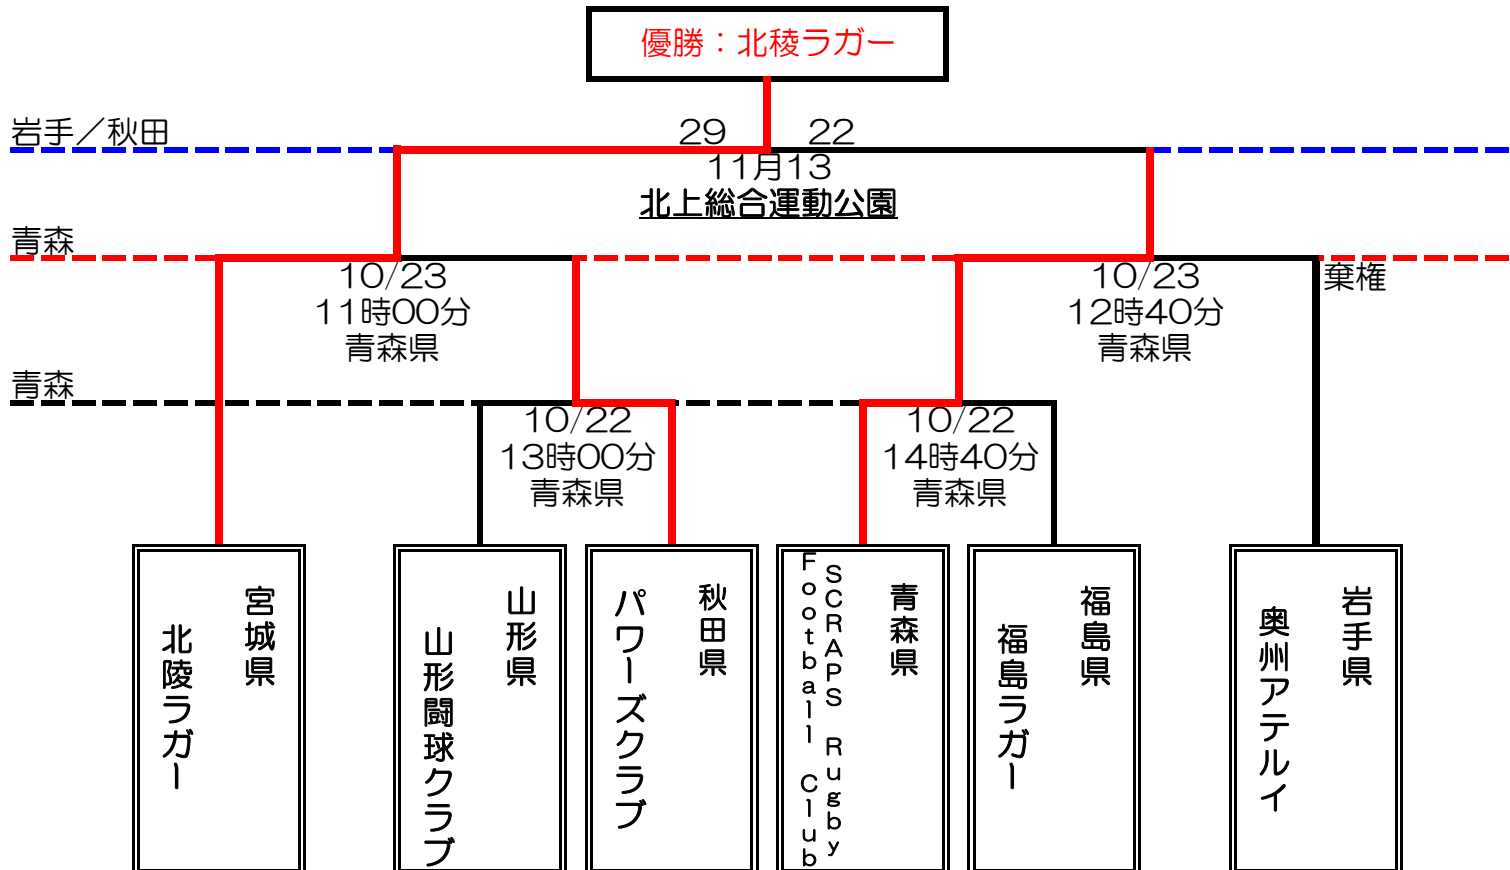 優勝：北稜ラガー
岩手／秋田
29 22
11月13
北上総合運動公園
青森
10/23
11時00分
青森県
10/23
12時40分
青森県
棄権
青森
10/22
13時00分
青森県
10/22
14時40分
青森県
宮城県
北陵ラガー
山形県
山形闘球クラブ
秋田県
パワーズクラブ
青森県
SCRAPS Rugby
Football Club
福島県
福島ラガー
岩手県
奥州アテルイ